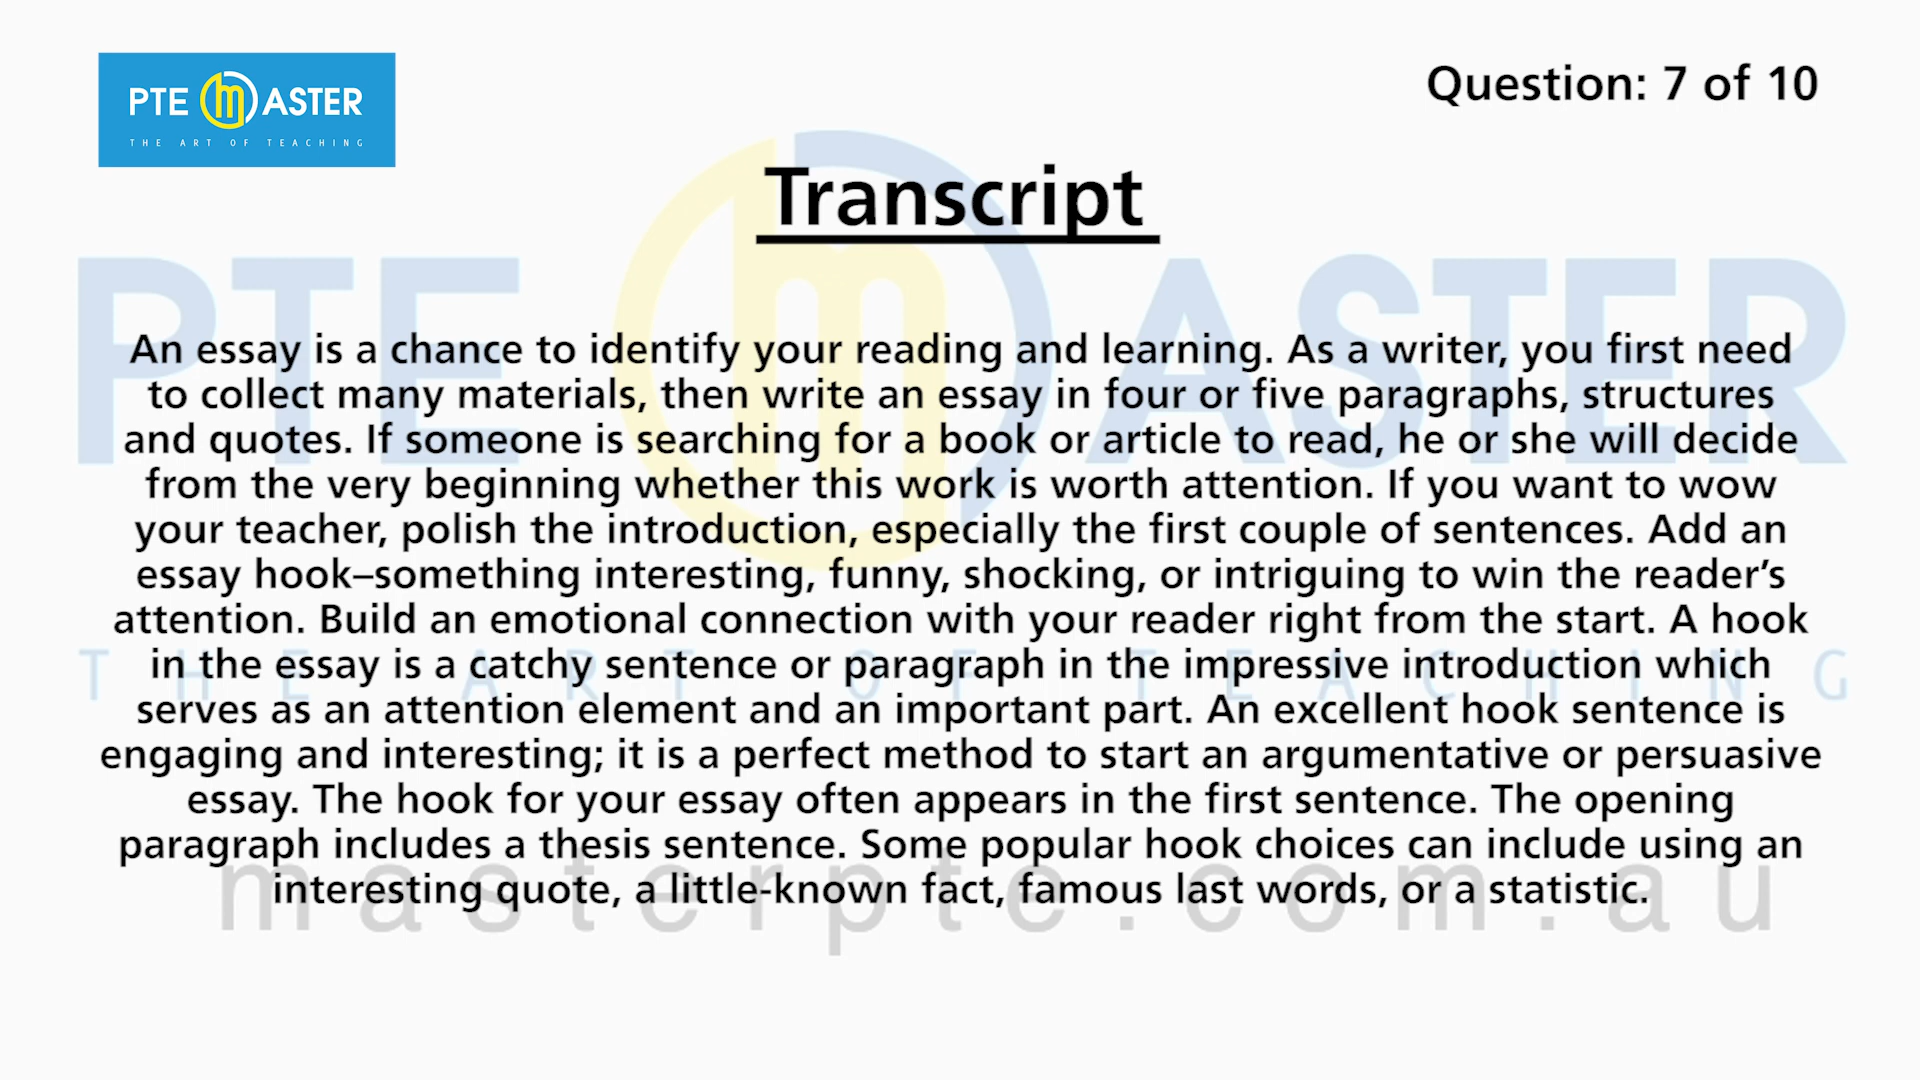 PTE MASTER
THE ART OF TEACHING
Question: 7 of 10
Transcript
An essay is a chance to identify your reading and learning. As a writer, you first need
to collect many materials, then write an essay in four or five paragraphs, structures
and quotes. If someone is searching for a book or article to read, he or she will decide
from the very beginning whether this work is worth attention. If you want to wow
your teacher, polish the introduction, especially the first couple of sentences. Add an
essay hook–something interesting, funny, shocking, or intriguing to win the reader’s
attention. Build an emotional connection with your reader right from the start. A hook
in the essay is a catchy sentence or paragraph in the impressive introduction which
serves as an attention element and an important part. An excellent hook sentence is
engaging and interesting; it is a perfect method to start an argumentative or persuasive
essay. The hook for your essay often appears in the first sentence. The opening
paragraph includes a thesis sentence. Some popular hook choices can include using an
interesting quote, a little-known fact, famous last words, or a statistic.
PTE MASTER
THE ART OF TEACHING
masterpte.com.au